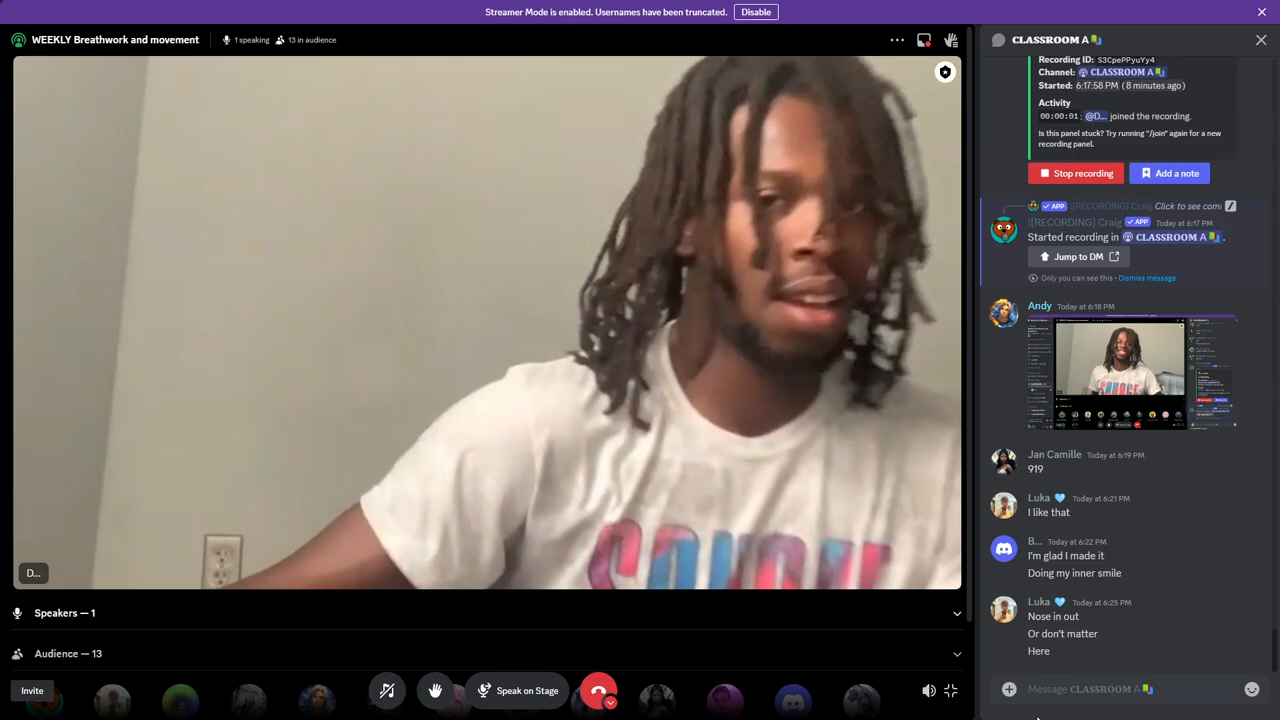 Streamer Mode is enabled. Usernames have been truncated.
Disable
WEEKLY Breathwork and movement
1 speaking
13 in audience
CLASSROOM A
Recording ID: S3CpePPyuYy4
Channel: CLASSROOM A
Started: 6:17:58 PM (8 minutes ago)
Activity
00:00:01: @D... joined the recording.
Is this panel stuck? Try running "/join" again for a new
recording panel.
Stop recording
Add a note
APP ![RECORDING] Craig Click to see com
![RECORDING] Craig APP Today at 6:17 PM
Started recording in CLASSROOM A.
Jump to DM
Only you can see this • Dismiss message
Andy Today at 6:18 PM
Jan Camille Today at 6:19 PM
919
Luka Today at 6:21 PM
I like that
B... Today at 6:22 PM
I'm glad I made it
Doing my inner smile
Luka Today at 6:25 PM
Nose in out
Or don't matter
Here
D...
Speakers — 1
Audience — 13
Invite
Speak on Stage
Message CLASSROOM A